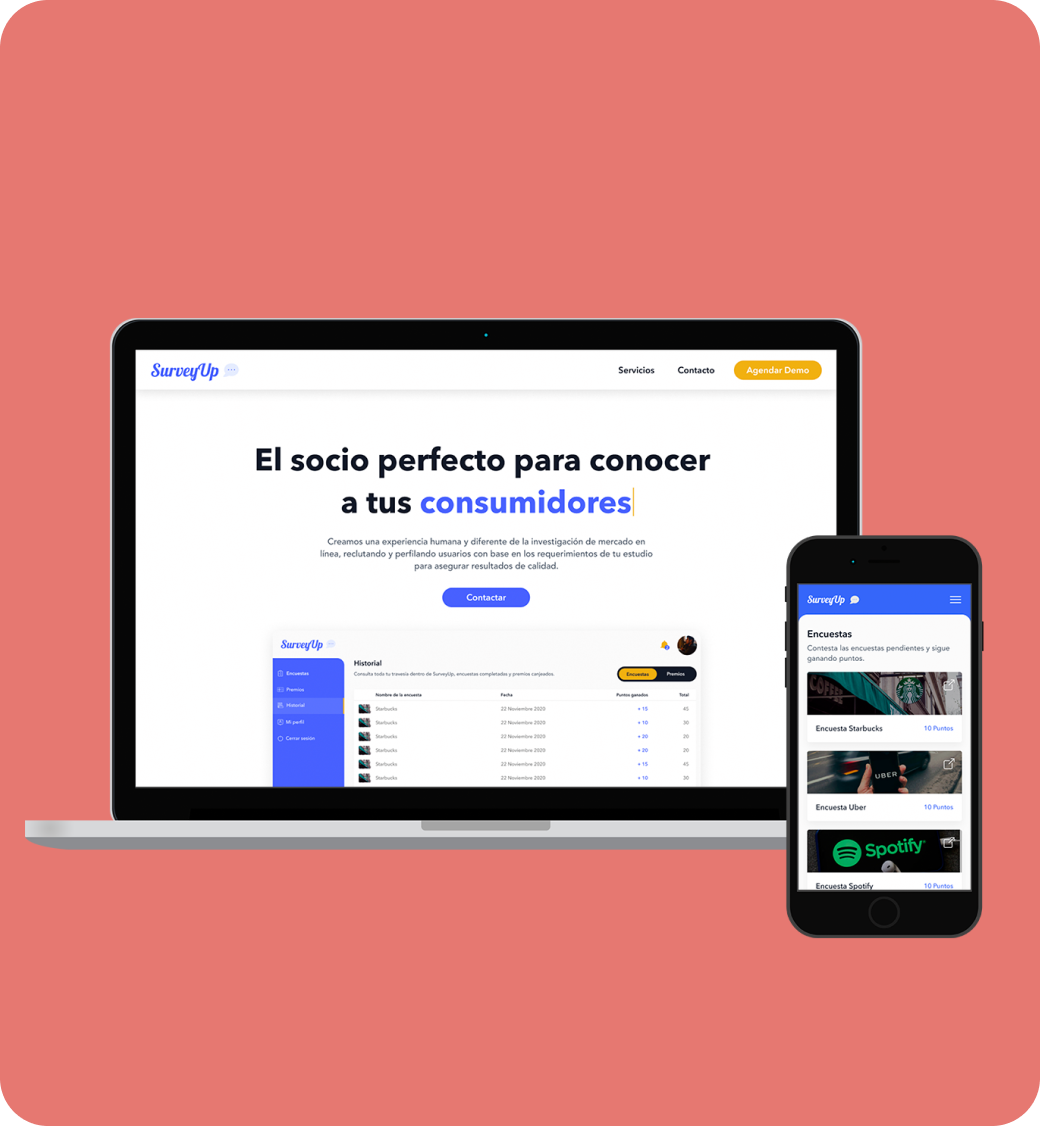 SurveyUp
Servicios Contacto Agendar Demo
El socio perfecto para conocer
a tus consumidores
Creamos una experiencia humana y diferente de la investigación de mercado en
línea, reclutando y perfilando usuarios con base en los requerimientos de tu estudio
para asegurar resultados de calidad.
Contactar
SurveyUp
Encuestas
Premios
Historial
Mi perfil
Cerrar sesión
Historial
Consulta toda tu travesía dentro de SurveyUp, encuestas completadas y premios canjeados.
Encuestas Premios
Nombre de la encuesta Fecha Puntos ganados Total
Starbucks 22 Noviembre 2020 + 15 45
Starbucks 22 Noviembre 2020 + 10 30
Starbucks 22 Noviembre 2020 + 20 20
Starbucks 22 Noviembre 2020 + 20 20
Starbucks 22 Noviembre 2020 + 15 45
Starbucks 22 Noviembre 2020 + 10 30
SurveyUp
Encuestas
Contesta las encuestas pendientes y sigue
ganando puntos.
COFFEE
Encuesta Starbucks 10 Puntos
UBER
Encuesta Uber 10 Puntos
Spotify
Encuesta Spotify 10 Puntos